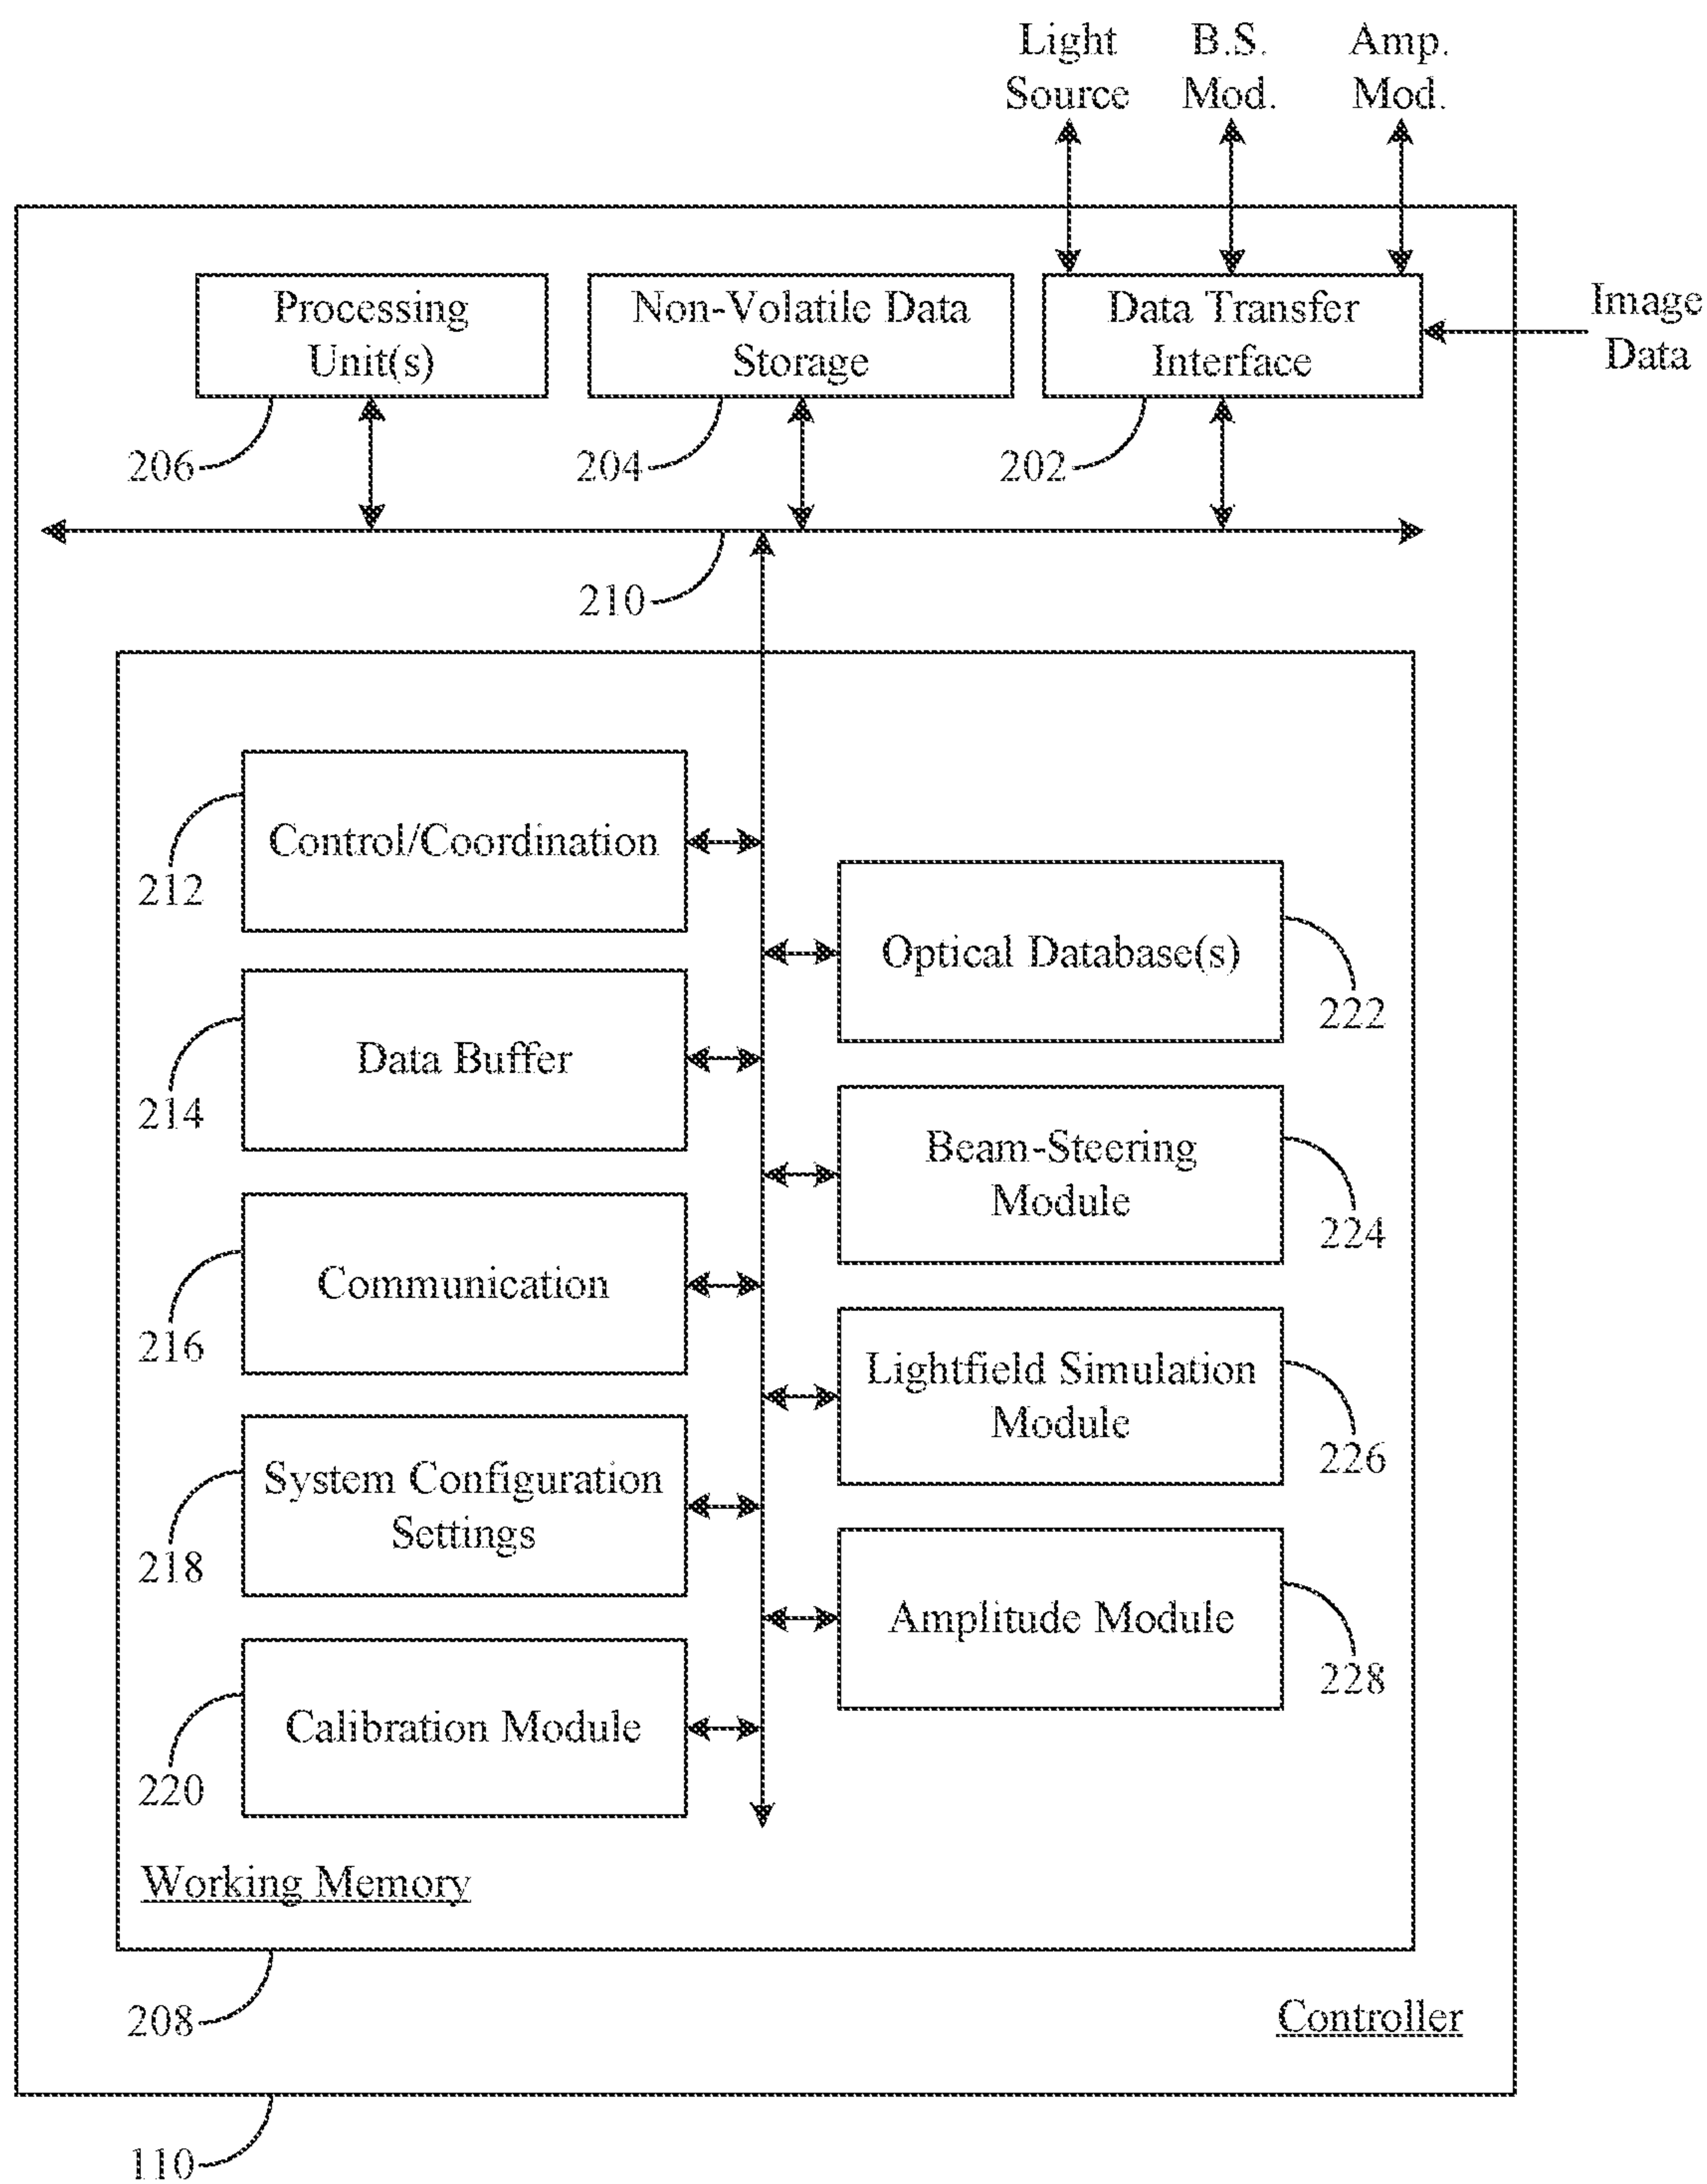 Light
Source
B.S.
Mod.
Amp.
Mod.
Processing
Unit(s)
Non-Volatile Data
Storage
Data Transfer
Interface
Image
Data
206
204
202
210
Control/Coordination
212
Optical Database(s)
222
Data Buffer
214
Beam-Steering
Module
224
Communication
216
Lightfield Simulation
Module
226
System Configuration
Settings
218
Amplitude Module
228
Calibration Module
220
Working Memory
208
Controller
110